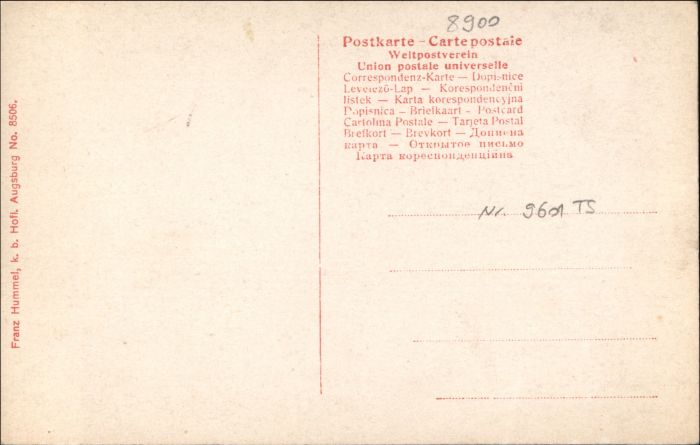 8900
Postkarte – Carte postale
Weltpostverein
Union postale universelle
Correspondenz-Karte — Dopisnice
Levelező-Lap — Korespondenční
lístek — Karta korespondencyjna
Dopisnica — Briefkaart — Postcard
Cartolina Postale — Tarjeta Postal
Brefkort — Brevkort — Дописна
карта — Открытое письмо
Карта кореспонденційна
Nr. 9601 TS
Franz Hummel, k. b. Hofl. Augsburg No. 8506.